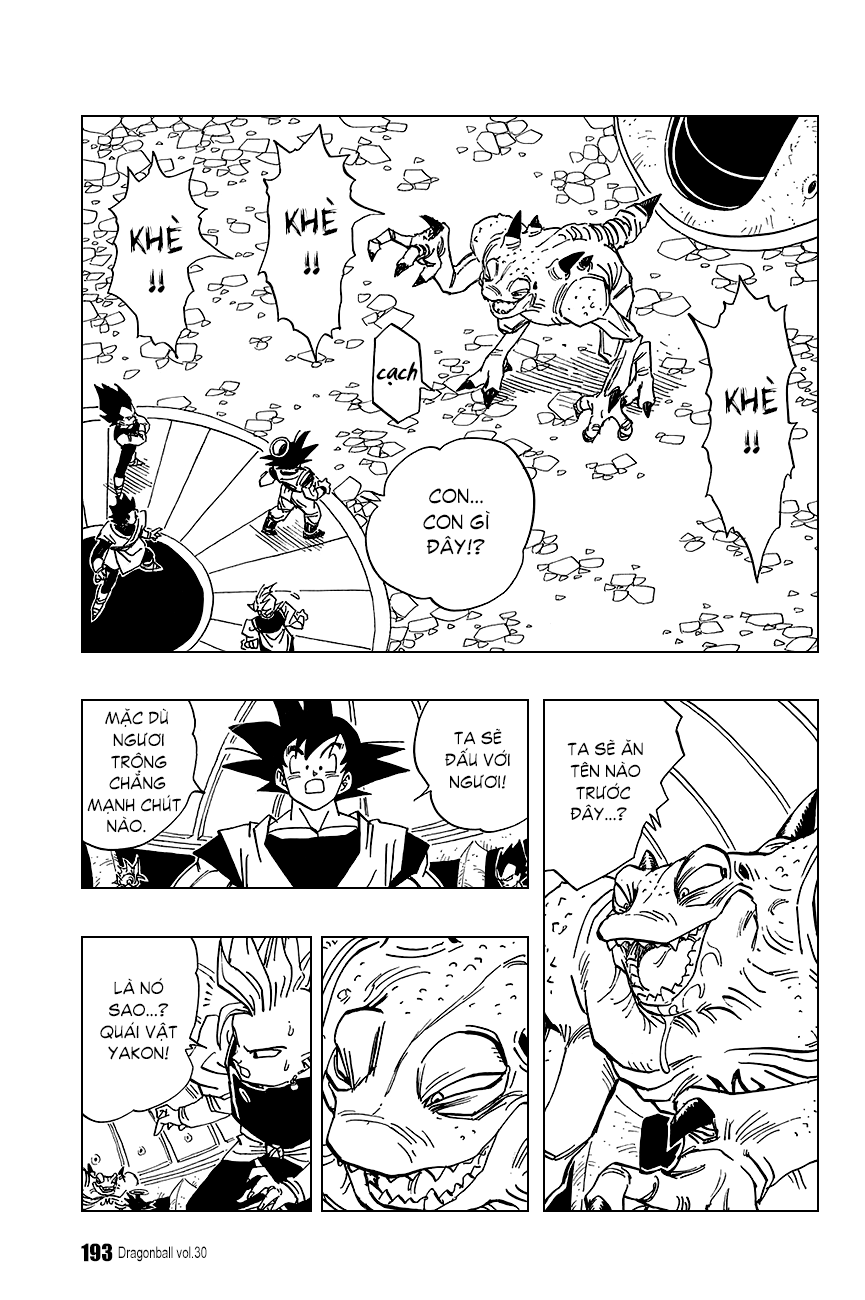 KHÈ
!!
KHÈ
!!
KHÈ
!!
cạch
CON...
CON GÌ
ĐÂY!?
TA SẼ ĂN
TÊN NÀO
TRƯỚC
ĐÂY...?
TA SẼ
ĐẤU VỚI
NGƯƠI!
MẶC DÙ
NGƯƠI
TRÔNG
CHẲNG
MẠNH CHÚT
NÀO.
LÀ NÓ
SAO...?
QUÁI VẬT
YAKON!
193 Dragonball vol.30